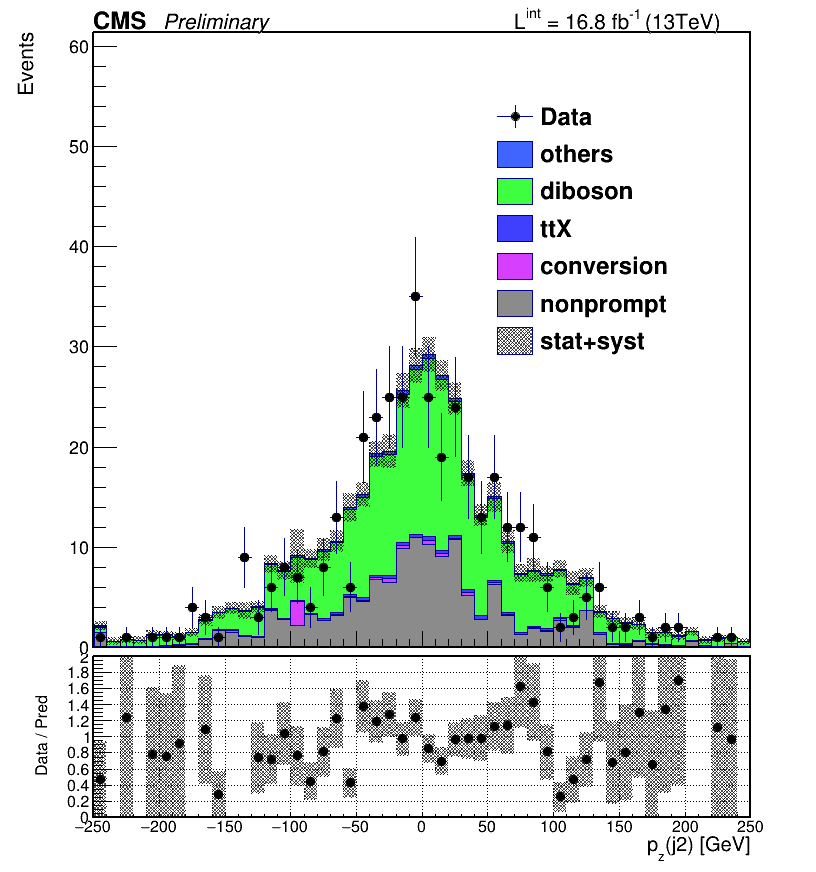 CMS Preliminary L^int = 16.8 fb^-1 (13TeV)
Events
60
50
40
30
20
10
0
Data
others
diboson
ttX
conversion
nonprompt
stat+syst
Data / Pred
2
1.8
1.6
1.4
1.2
1
0.8
0.6
0.4
0.2
0
−250 −200 −150 −100 −50 0 50 100 150 200 250
p_z(j2) [GeV]